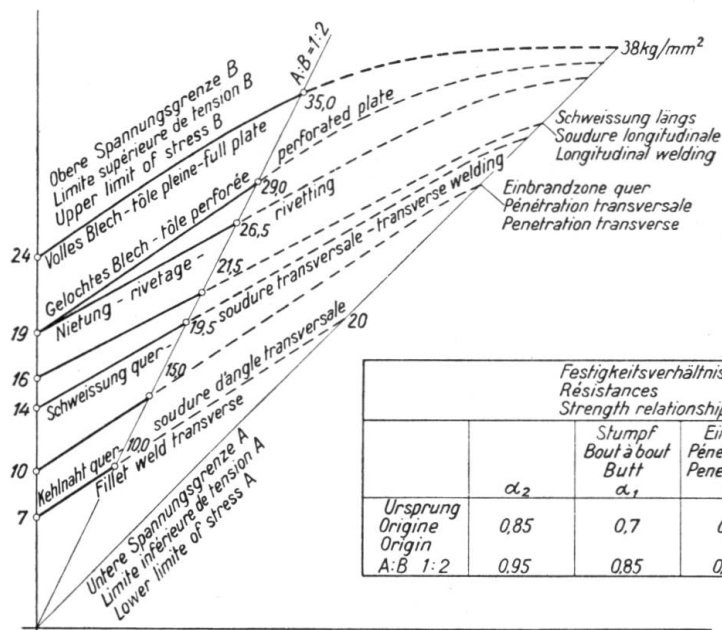 38kg/mm²
A:B=1:2
35,0
Obere Spannungsgrenze B
Limite supérieure de tension B
Upper limit of stress B
Volles Blech-tôle pleine-full plate
Gelochtes Blech-tôle perforée
perforated plate
29,0
Nietung - rivetage -
rivetting
26,5
21,5
Schweissung quer-
soudure transversale-transverse welding
19,5
15,0
Kehlnaht quer-
soudure d'angle transversale
Fillet weld transverse
10,0
20
Schweissung längs
Soudure longitudinale
Longitudinal welding
Einbrandzone quer
Pénétration transversale
Penetration transverse
24
19
16
14
10
7
Untere Spannungsgrenze A
Limite inférieure de tension A
Lower limite of stress A
Festigkeitsverhältnis
Résistances
Strength relationship
Stumpf
Bout à bout
Butt
α₂
α₁
Ei
Péne
Pene
Ursprung
Origine
Origin
0,85
0,7
A:B 1:2
0,95
0,85
0,